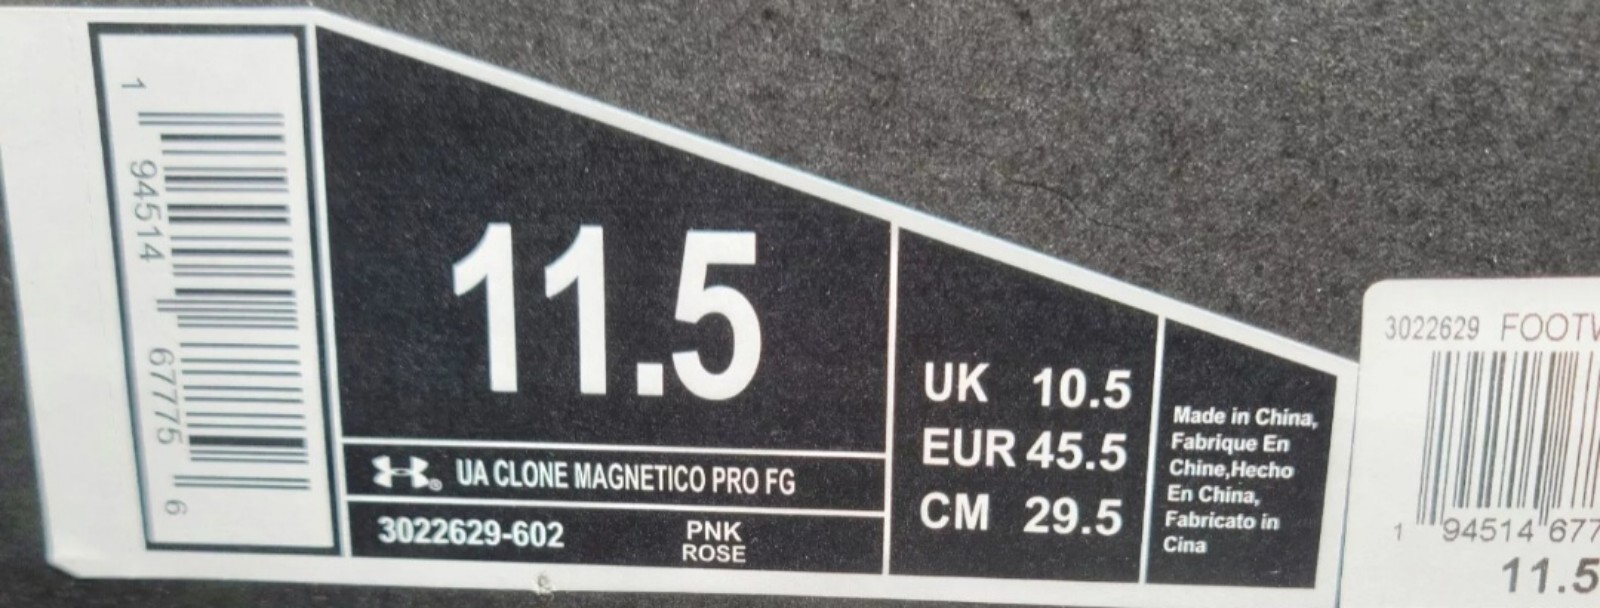 1 94514 67775 6
11.5
UA CLONE MAGNETICO PRO FG
3022629-602
PNK
ROSE
UK 10.5
EUR 45.5
CM 29.5
Made in China,
Fabrique En
Chine,Hecho
En China,
Fabricato in
Cina
3022629
1 94514
11.5